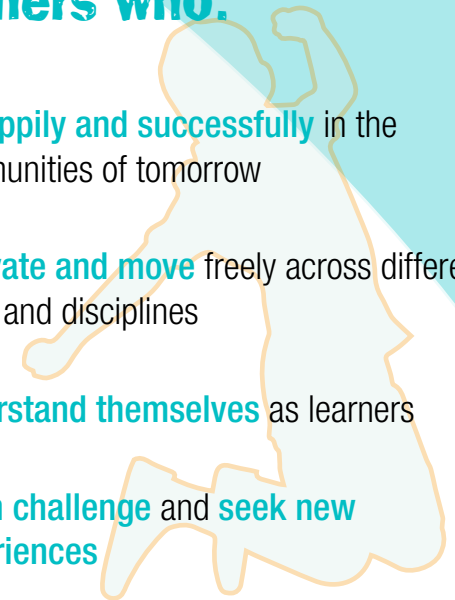 ners who:
ppily and successfully in the
munities of tomorrow
vate and move freely across differe
and disciplines
rstand themselves as learners
n challenge and seek new
riences